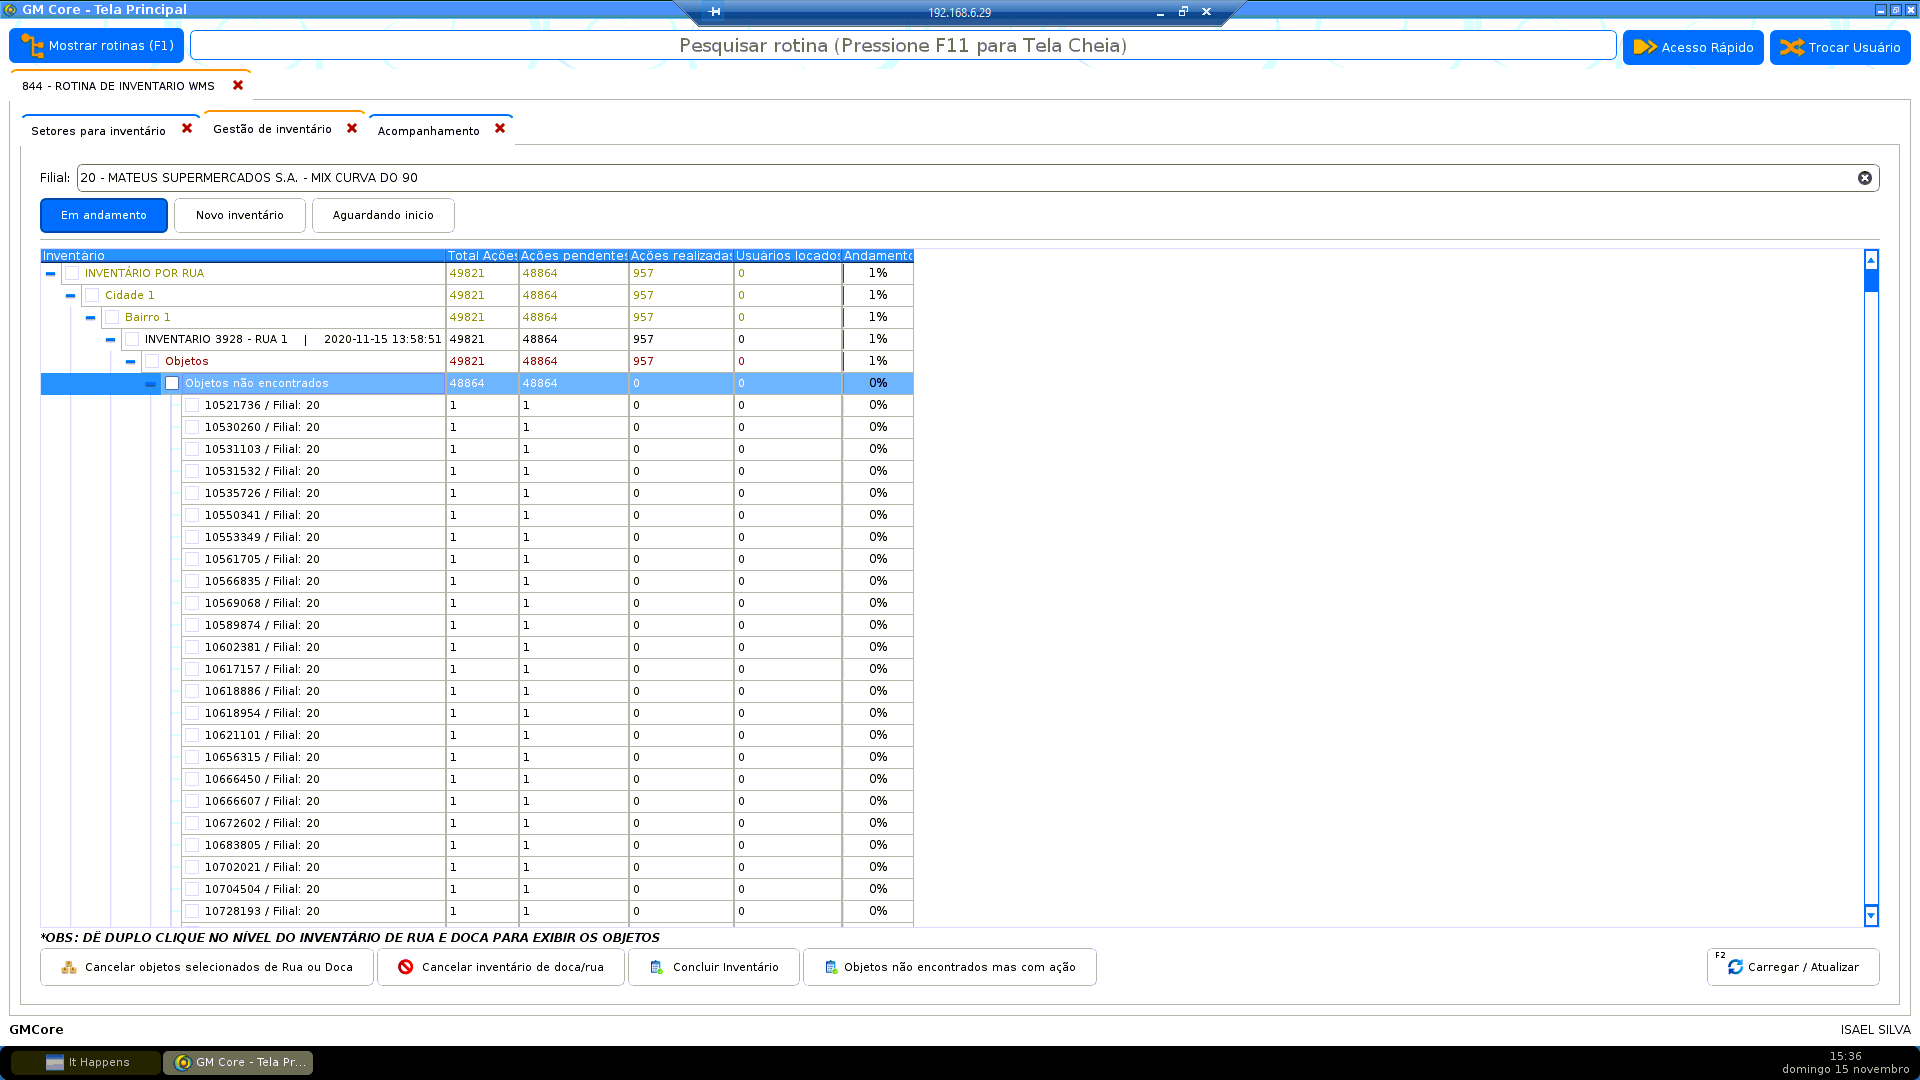 GM Core - Tela Principal
192.168.6.29
Mostrar rotinas (F1)
Pesquisar rotina (Pressione F11 para Tela Cheia)
Acesso Rápido
Trocar Usuário
844 - ROTINA DE INVENTARIO WMS
Setores para inventário
Gestão de inventário
Acompanhamento
Filial: 20 - MATEUS SUPERMERCADOS S.A. - MIX CURVA DO 90
Em andamento
Novo inventário
Aguardando inicio
Inventário Total Ações Ações pendentes Ações realizadas Usuários locados Andamento
INVENTÁRIO POR RUA 49821 48864 957 0 1%
Cidade 1 49821 48864 957 0 1%
Bairro 1 49821 48864 957 0 1%
INVENTARIO 3928 - RUA 1 | 2020-11-15 13:58:51 49821 48864 957 0 1%
Objetos 49821 48864 957 0 1%
Objetos não encontrados 48864 48864 0 0 0%
10521736 / Filial: 20 1 1 0 0 0%
10530260 / Filial: 20 1 1 0 0 0%
10531103 / Filial: 20 1 1 0 0 0%
10531532 / Filial: 20 1 1 0 0 0%
10535726 / Filial: 20 1 1 0 0 0%
10550341 / Filial: 20 1 1 0 0 0%
10553349 / Filial: 20 1 1 0 0 0%
10561705 / Filial: 20 1 1 0 0 0%
10566835 / Filial: 20 1 1 0 0 0%
10569068 / Filial: 20 1 1 0 0 0%
10589874 / Filial: 20 1 1 0 0 0%
10602381 / Filial: 20 1 1 0 0 0%
10617157 / Filial: 20 1 1 0 0 0%
10618886 / Filial: 20 1 1 0 0 0%
10618954 / Filial: 20 1 1 0 0 0%
10621101 / Filial: 20 1 1 0 0 0%
10656315 / Filial: 20 1 1 0 0 0%
10666450 / Filial: 20 1 1 0 0 0%
10666607 / Filial: 20 1 1 0 0 0%
10672602 / Filial: 20 1 1 0 0 0%
10683805 / Filial: 20 1 1 0 0 0%
10702021 / Filial: 20 1 1 0 0 0%
10704504 / Filial: 20 1 1 0 0 0%
10728193 / Filial: 20 1 1 0 0 0%
*OBS: DÊ DUPLO CLIQUE NO NÍVEL DO INVENTÁRIO DE RUA E DOCA PARA EXIBIR OS OBJETOS
Cancelar objetos selecionados de Rua ou Doca
Cancelar inventário de doca/rua
Concluir Inventário
Objetos não encontrados mas com ação
F2 Carregar / Atualizar
GMCore
ISAEL SILVA
It Happens
GM Core - Tela Pr...
15:36
domingo 15 novembro